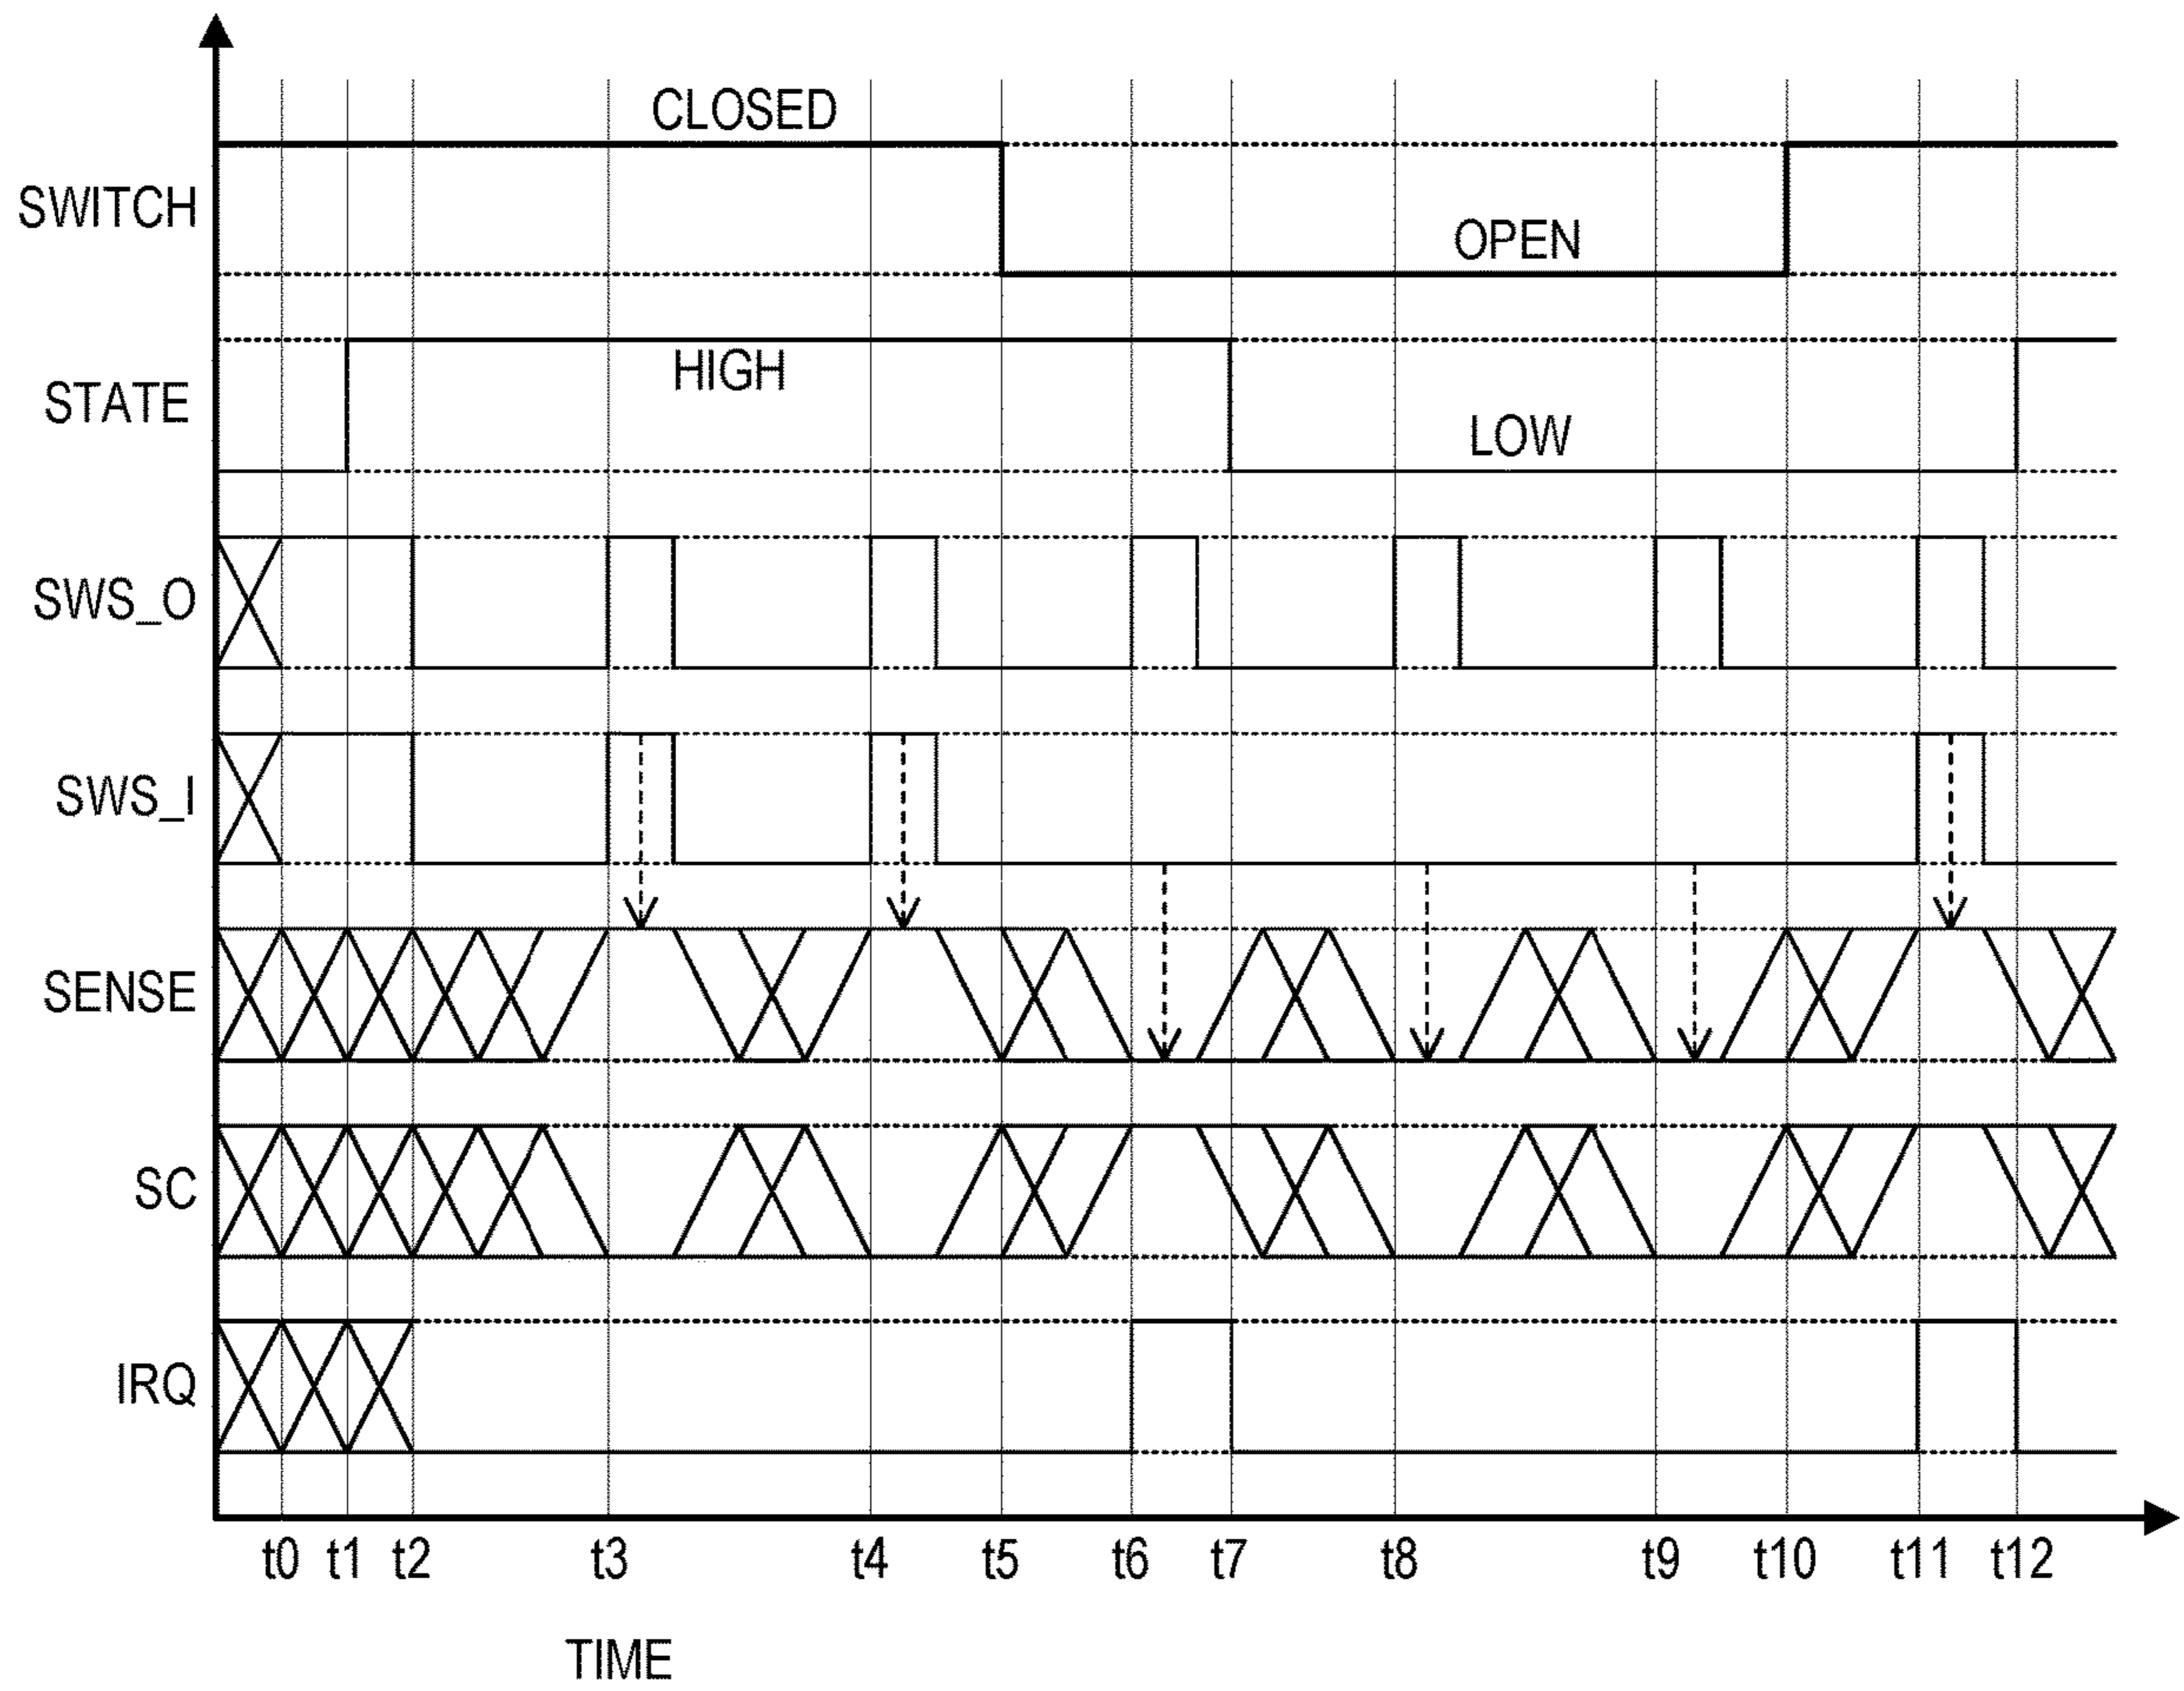 CLOSED
SWITCH
OPEN
HIGH
STATE
LOW
SWS_O
SWS_I
SENSE
SC
IRQ
t0 t1 t2 t3 t4 t5 t6 t7 t8 t9 t10 t11 t12
TIME